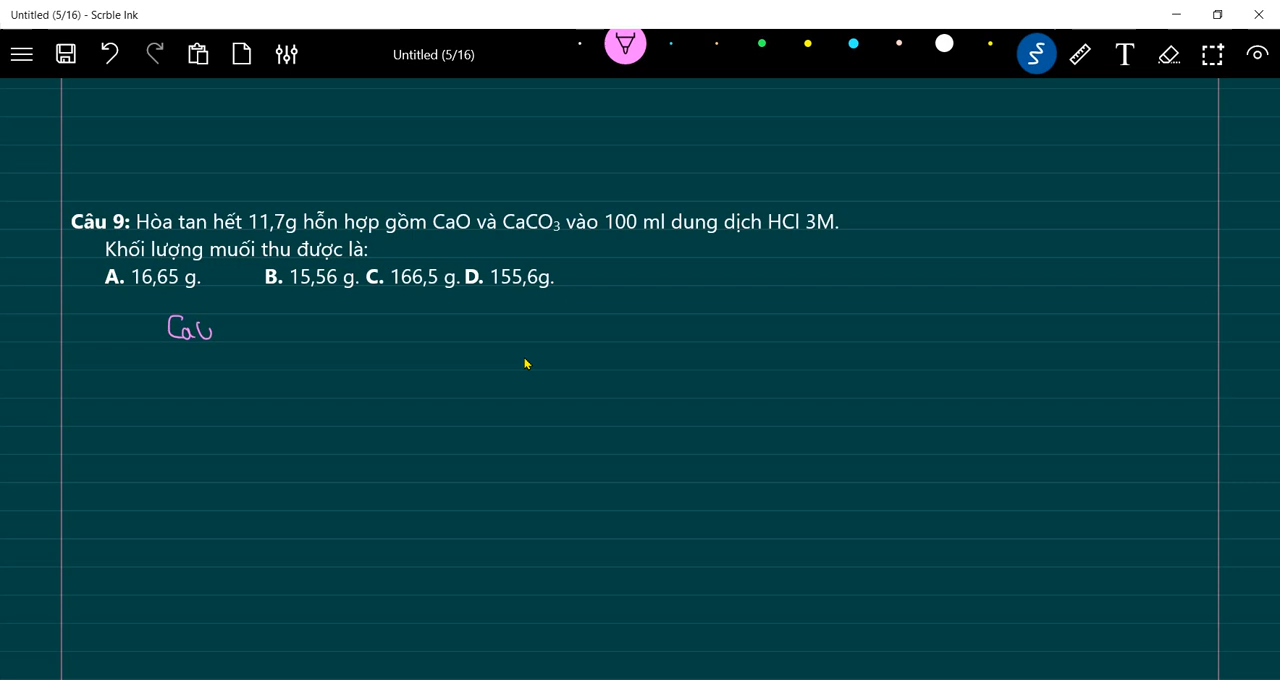 Untitled (5/16) - Scrble Ink
Untitled (5/16)
T
Câu 9: Hòa tan hết 11,7g hỗn hợp gồm CaO và CaCO₃ vào 100 ml dung dịch HCl 3M.
Khối lượng muối thu được là:
A. 16,65 g. B. 15,56 g. C. 166,5 g. D. 155,6g.